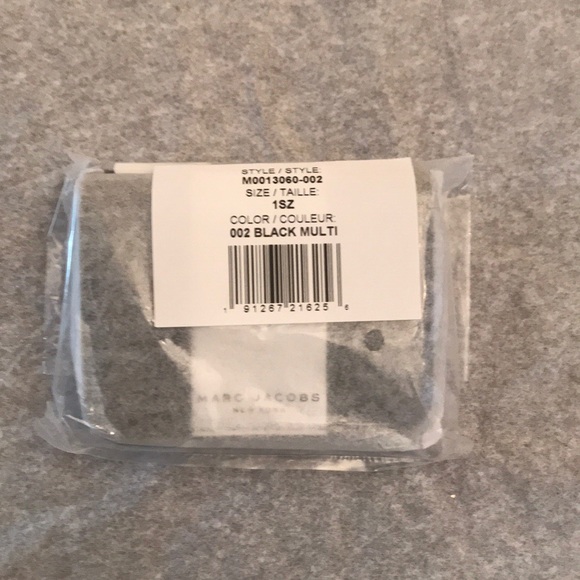 STYLE / STYLE:
M0013060-002
SIZE / TAILLE:
1SZ
COLOR / COULEUR:
002 BLACK MULTI
1 91267 21625 6
MARC JACOBS
NEW YORK